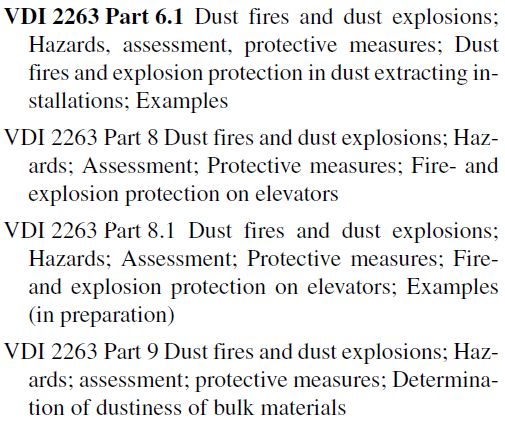 VDI 2263 Part 6.1 Dust fires and dust explosions;
Hazards, assessment, protective measures; Dust
fires and explosion protection in dust extracting in-
stallations; Examples
VDI 2263 Part 8 Dust fires and dust explosions; Haz-
ards; Assessment; Protective measures; Fire- and
explosion protection on elevators
VDI 2263 Part 8.1 Dust fires and dust explosions;
Hazards; Assessment; Protective measures; Fire-
and explosion protection on elevators; Examples
(in preparation)
VDI 2263 Part 9 Dust fires and dust explosions; Haz-
ards; assessment; protective measures; Determina-
tion of dustiness of bulk materials